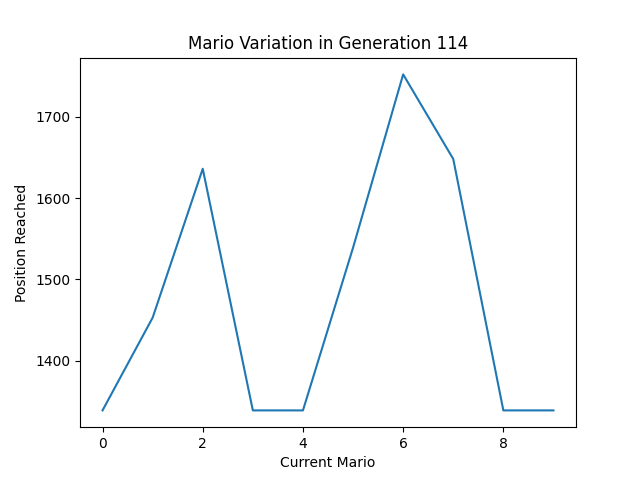 Mario Variation in Generation 114
Position Reached
1700
1600
1500
1400
0 2 4 6 8
Current Mario